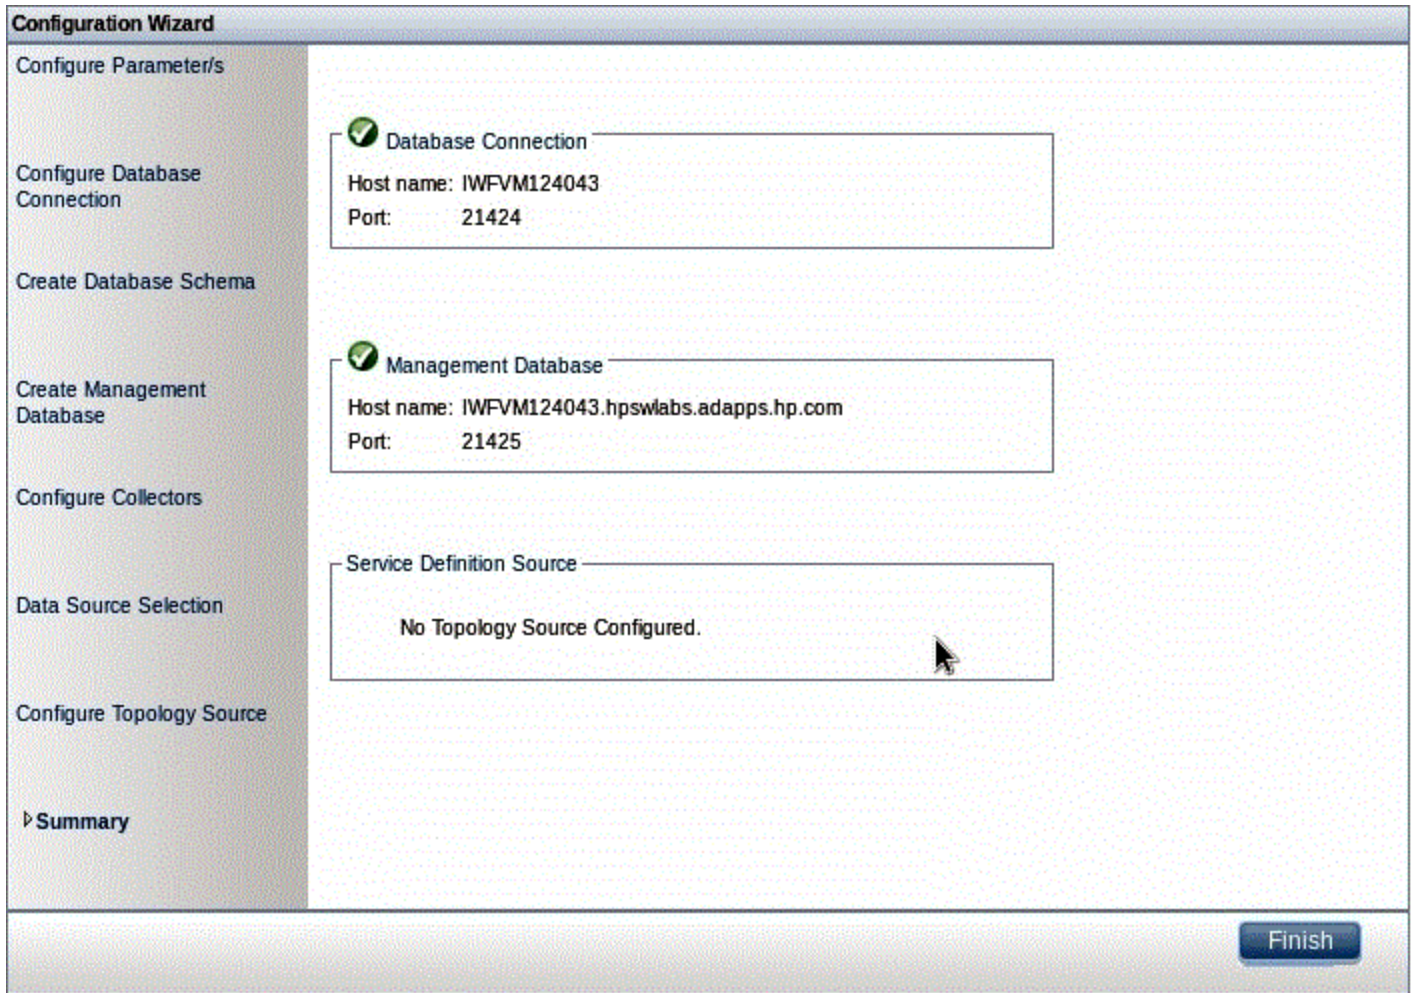 Configuration Wizard
Configure Parameter/s
Configure Database
Connection
Create Database Schema
Create Management
Database
Configure Collectors
Data Source Selection
Configure Topology Source
Summary
Database Connection
Host name: IWFVM124043
Port: 21424
Management Database
Host name: IWFVM124043.hpswlabs.adapps.hp.com
Port: 21425
Service Definition Source
No Topology Source Configured.
Finish